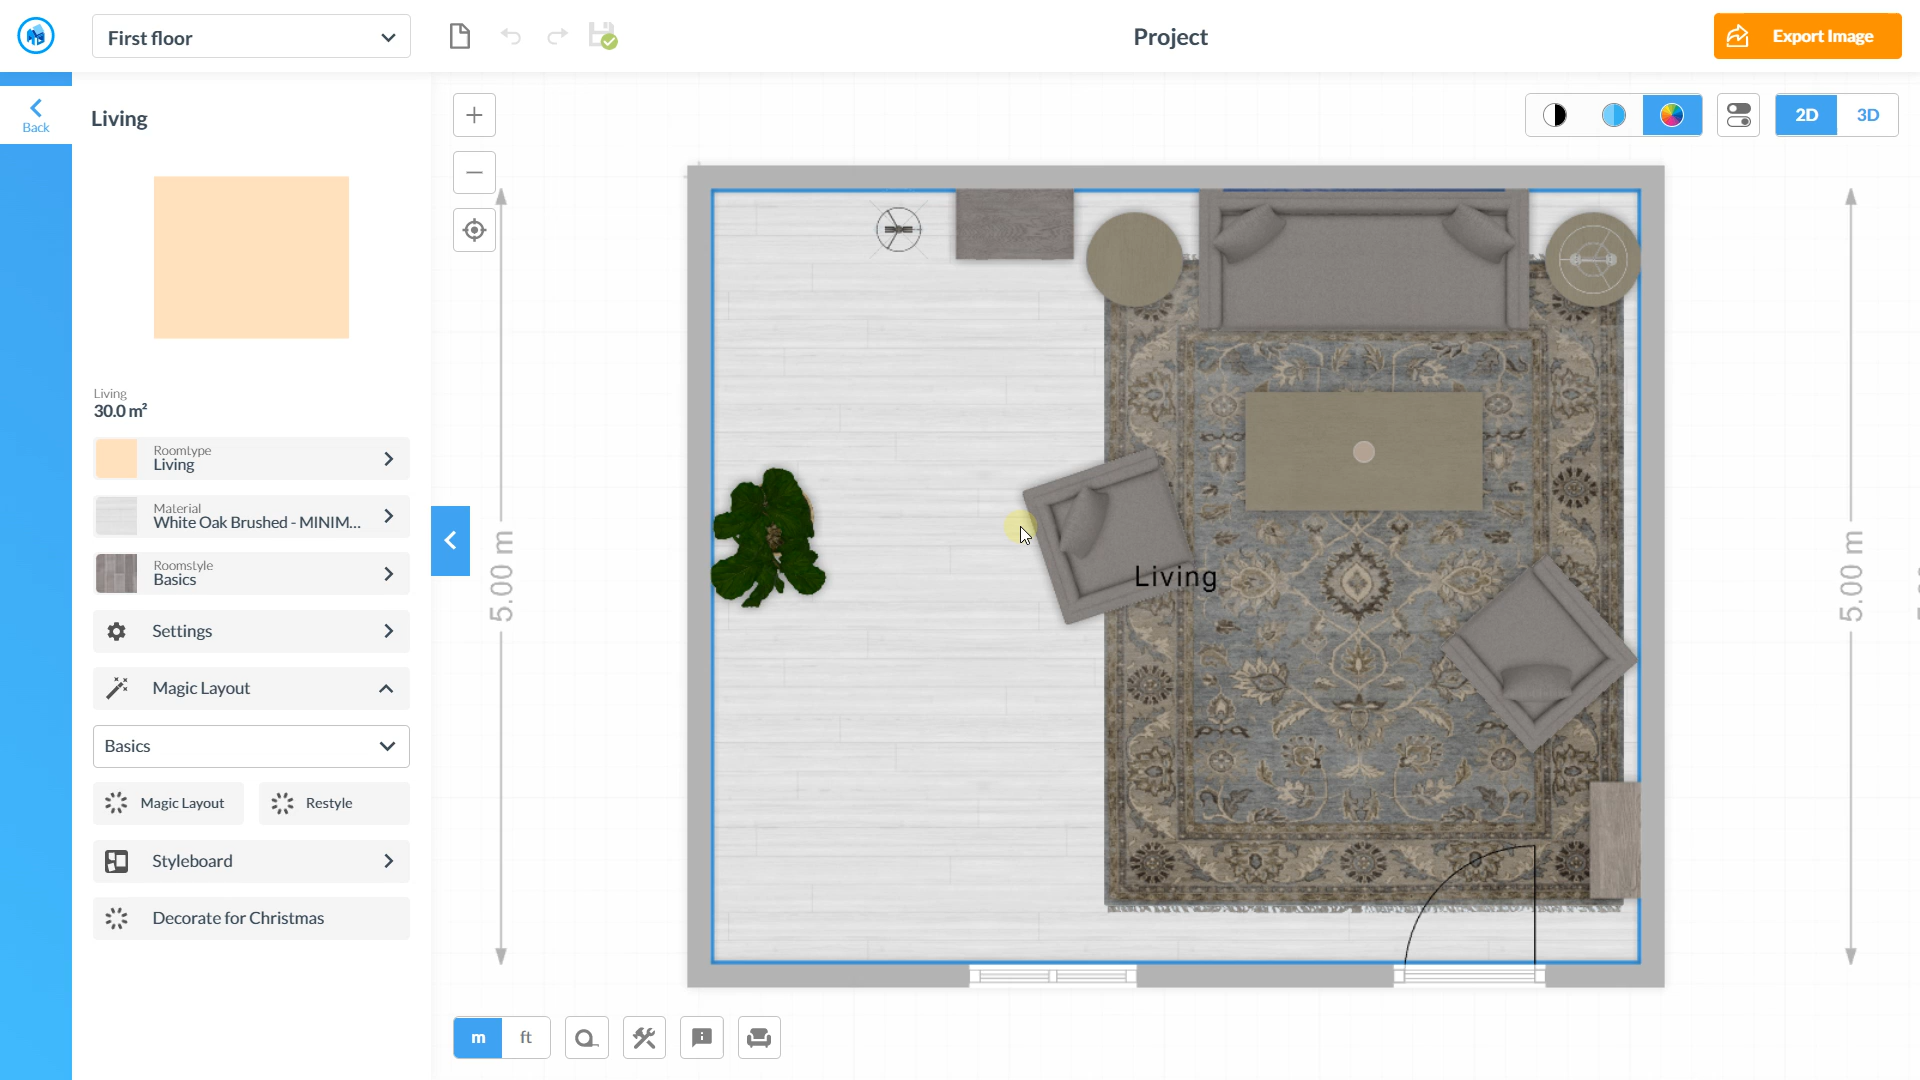 First floor
Project
Export Image
Back
Living
2D
3D
Living
30.0 m²
Roomtype
Living
Material
White Oak Brushed - MINIM...
Roomstyle
Basics
Settings
Magic Layout
Basics
Magic Layout
Restyle
Styleboard
Decorate for Christmas
5.00 m
Living
5.00 m
m
ft